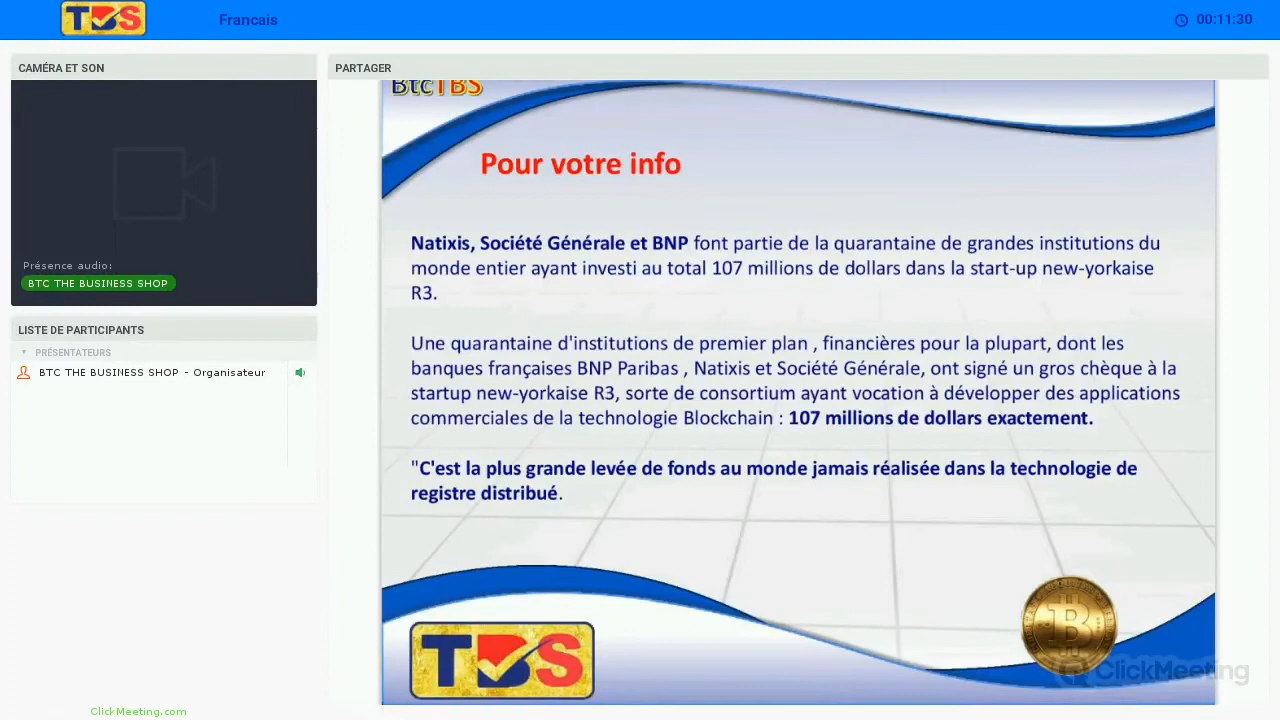 TBS
Francais
00:11:30
CAMÉRA ET SON
PARTAGER
BtcTBS
Présence audio:
BTC THE BUSINESS SHOP
LISTE DE PARTICIPANTS
PRÉSENTATEURS
BTC THE BUSINESS SHOP - Organisateur
Pour votre info
Natixis, Société Générale et BNP font partie de la quarantaine de grandes institutions du
monde entier ayant investi au total 107 millions de dollars dans la start-up new-yorkaise
R3.
Une quarantaine d'institutions de premier plan , financières pour la plupart, dont les
banques françaises BNP Paribas , Natixis et Société Générale, ont signé un gros chèque à la
startup new-yorkaise R3, sorte de consortium ayant vocation à développer des applications
commerciales de la technologie Blockchain : 107 millions de dollars exactement.
"C'est la plus grande levée de fonds au monde jamais réalisée dans la technologie de
registre distribué.
TBS
ClickMeeting
ClickMeeting.com